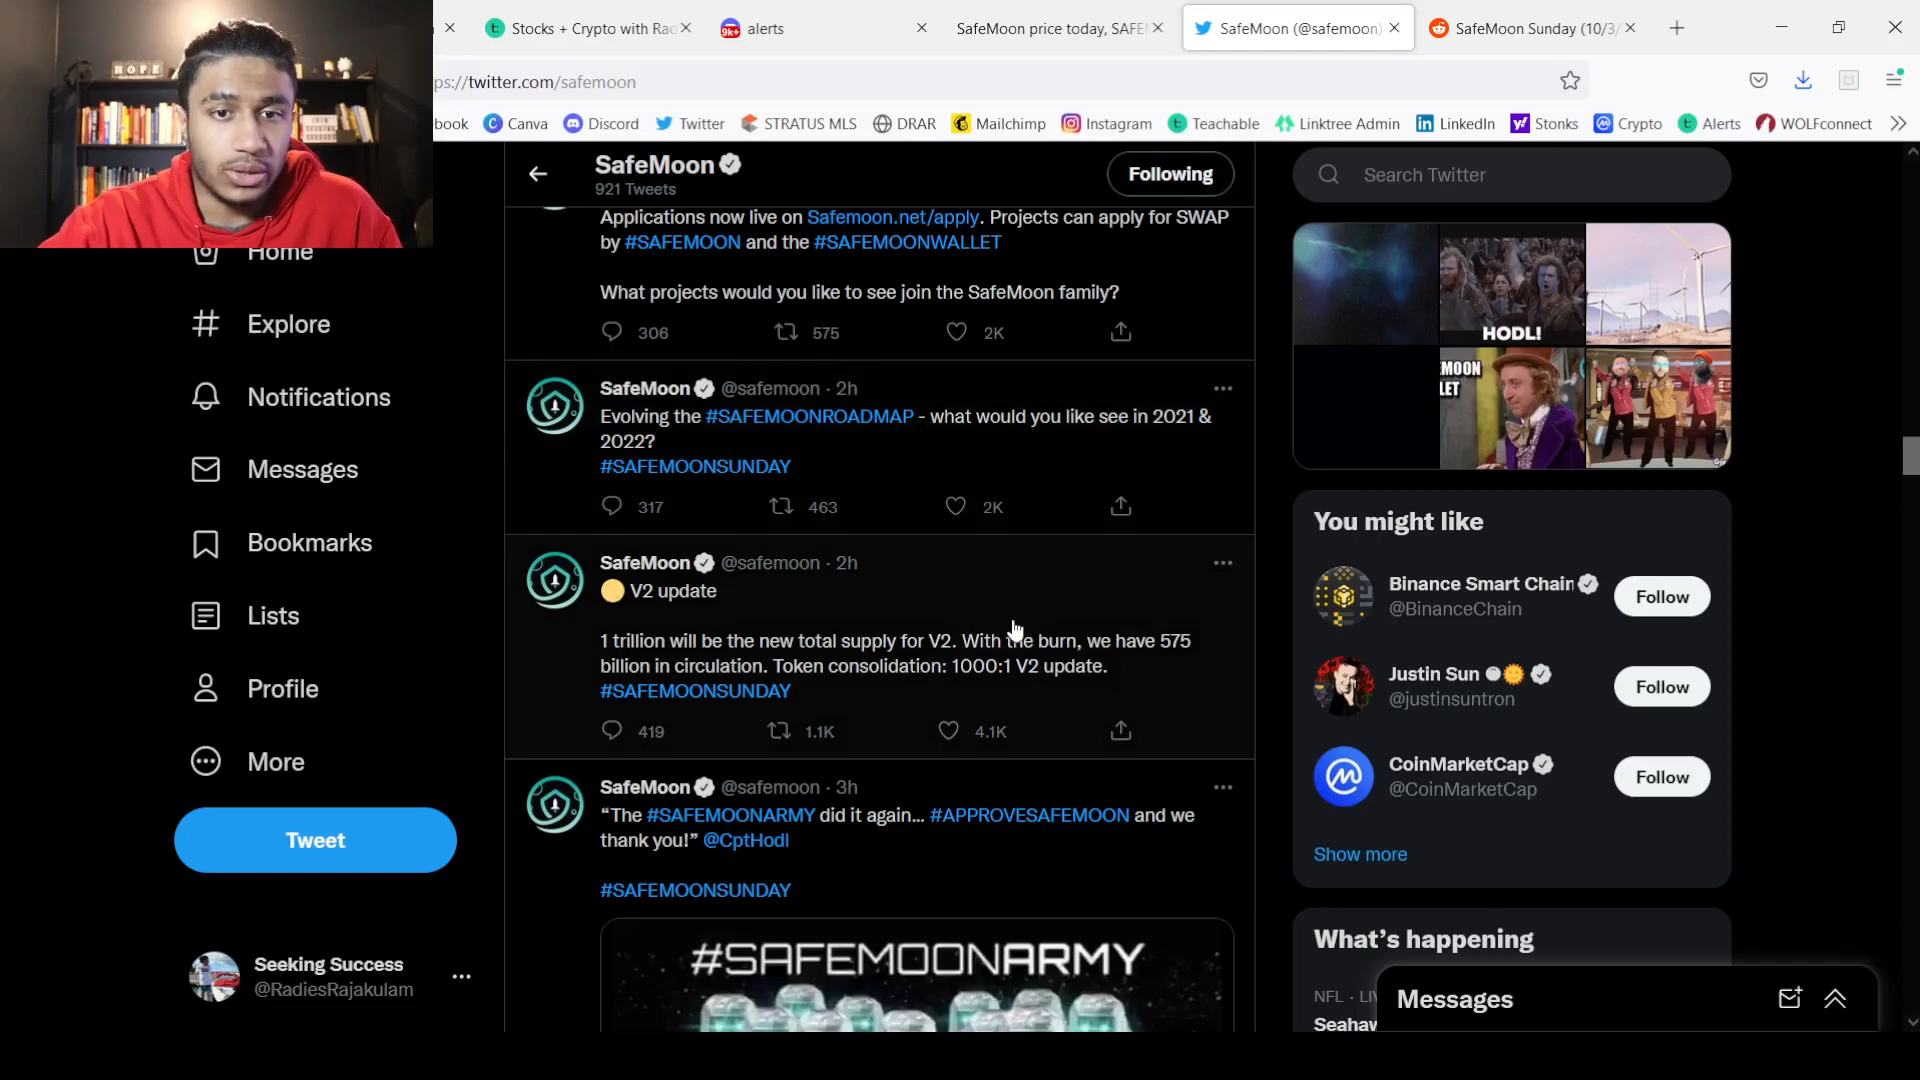 Stocks + Crypto with Rad
9k+ alerts
SafeMoon price today, SAFE
SafeMoon (@safemoon)
SafeMoon Sunday (10/3/
ps://twitter.com/safemoon
book Canva Discord Twitter STRATUS MLS DRAR Mailchimp Instagram Teachable Linktree Admin LinkedIn Stonks Crypto Alerts WOLFconnect
HOPE
SafeMoon
921 Tweets
Following
Search Twitter
Home
Explore
Notifications
Messages
Bookmarks
Lists
Profile
More
Tweet
Seeking Success
@RadiesRajakulam
Applications now live on Safemoon.net/apply. Projects can apply for SWAP
by #SAFEMOON and the #SAFEMOONWALLET
What projects would you like to see join the SafeMoon family?
306 575 2K
SafeMoon @safemoon · 2h
Evolving the #SAFEMOONROADMAP - what would you like see in 2021 &
2022?
#SAFEMOONSUNDAY
317 463 2K
SafeMoon @safemoon · 2h
V2 update
1 trillion will be the new total supply for V2. With the burn, we have 575
billion in circulation. Token consolidation: 1000:1 V2 update.
#SAFEMOONSUNDAY
419 1.1K 4.1K
SafeMoon @safemoon · 3h
“The #SAFEMOONARMY did it again... #APPROVESAFEMOON and we
thank you!” @CptHodl
#SAFEMOONSUNDAY
#SAFEMOONARMY
HODL!
MOON
LET
You might like
Binance Smart Chain
@BinanceChain
Follow
Justin Sun
@justinsuntron
Follow
CoinMarketCap
@CoinMarketCap
Follow
Show more
What’s happening
NFL · LI
Seahaw
Messages